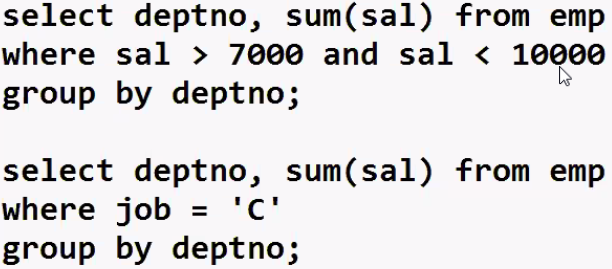 select deptno, sum(sal) from emp
where sal > 7000 and sal < 10000
group by deptno;
select deptno, sum(sal) from emp
where job = 'C'
group by deptno;